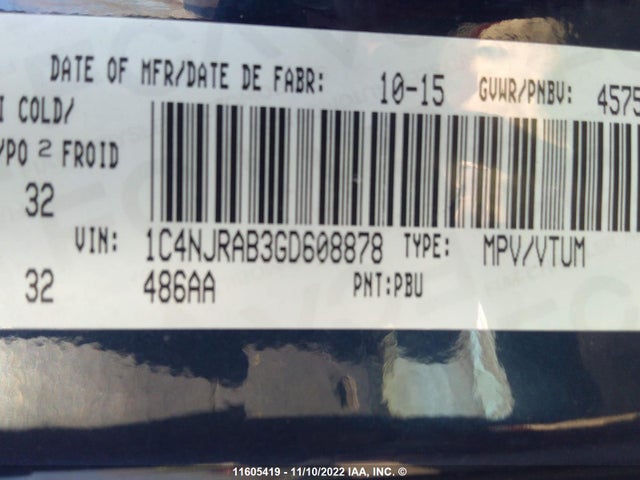 DATE OF MFR/DATE DE FABR: 10-15 GVWR/PNBV: 4575
I COLD/
YPO 2 FROID
32
VIN: 1C4NJRAB3GD608878 TYPE: MPV/VTUM
32 486AA PNT:PBU
11605419 - 11/10/2022 IAA, INC. ©